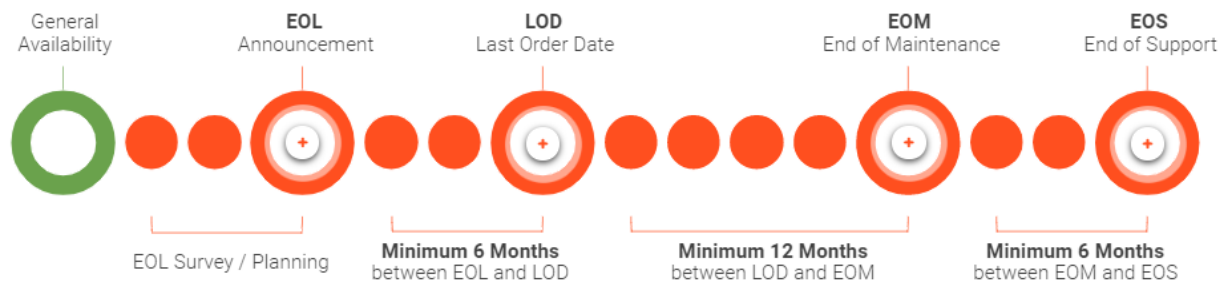 General
Availability
EOL
Announcement
LOD
Last Order Date
EOM
End of Maintenance
EOS
End of Support
EOL Survey / Planning
Minimum 6 Months
between EOL and LOD
Minimum 12 Months
between LOD and EOM
Minimum 6 Months
between EOM and EOS